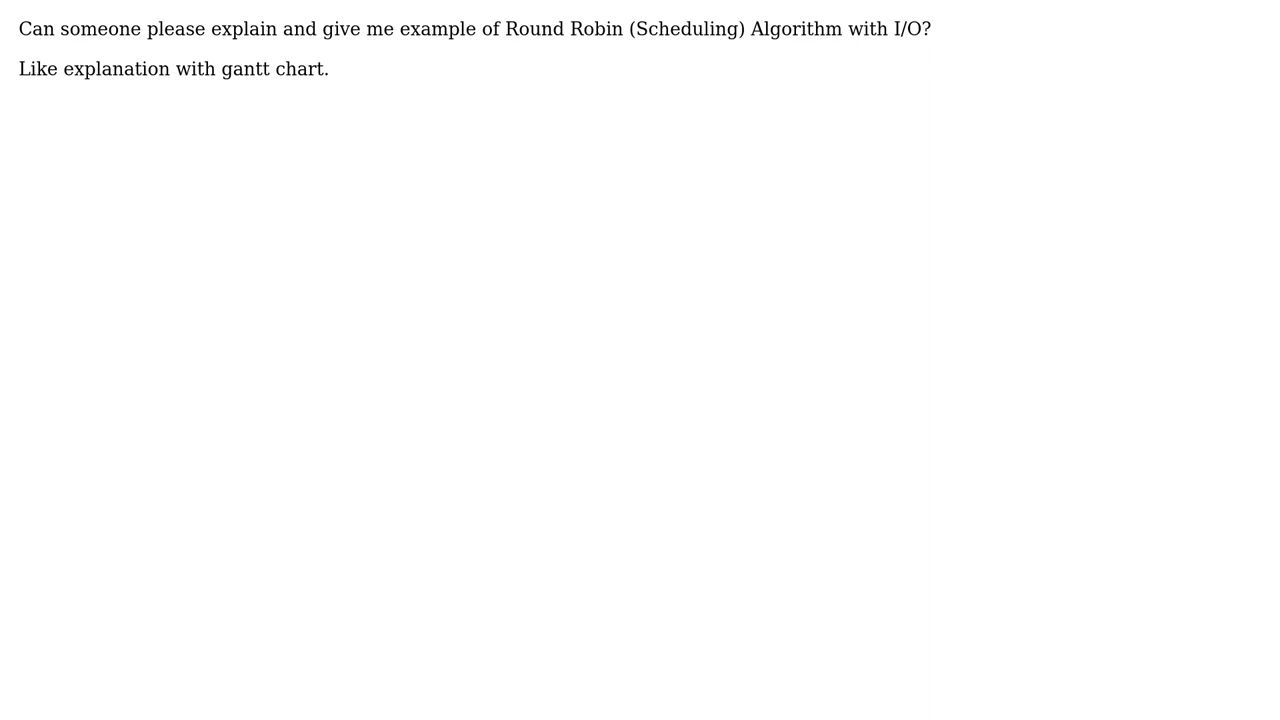 Can someone please explain and give me example of Round Robin (Scheduling) Algorithm with I/O?
Like explanation with gantt chart.